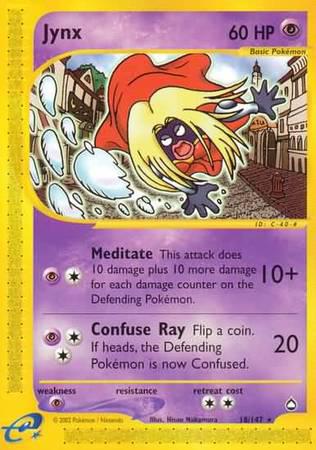 Jynx 60 HP
Basic Pokémon
ID: C-40-#
Meditate This attack does
10 damage plus 10 more damage 10+
for each damage counter on the
Defending Pokémon.
Confuse Ray Flip a coin.
If heads, the Defending 20
Pokémon is now Confused.
weakness resistance retreat cost
©2002 Pokémon / Nintendo Illus. Hisao Nakamura 18/147 ★
e